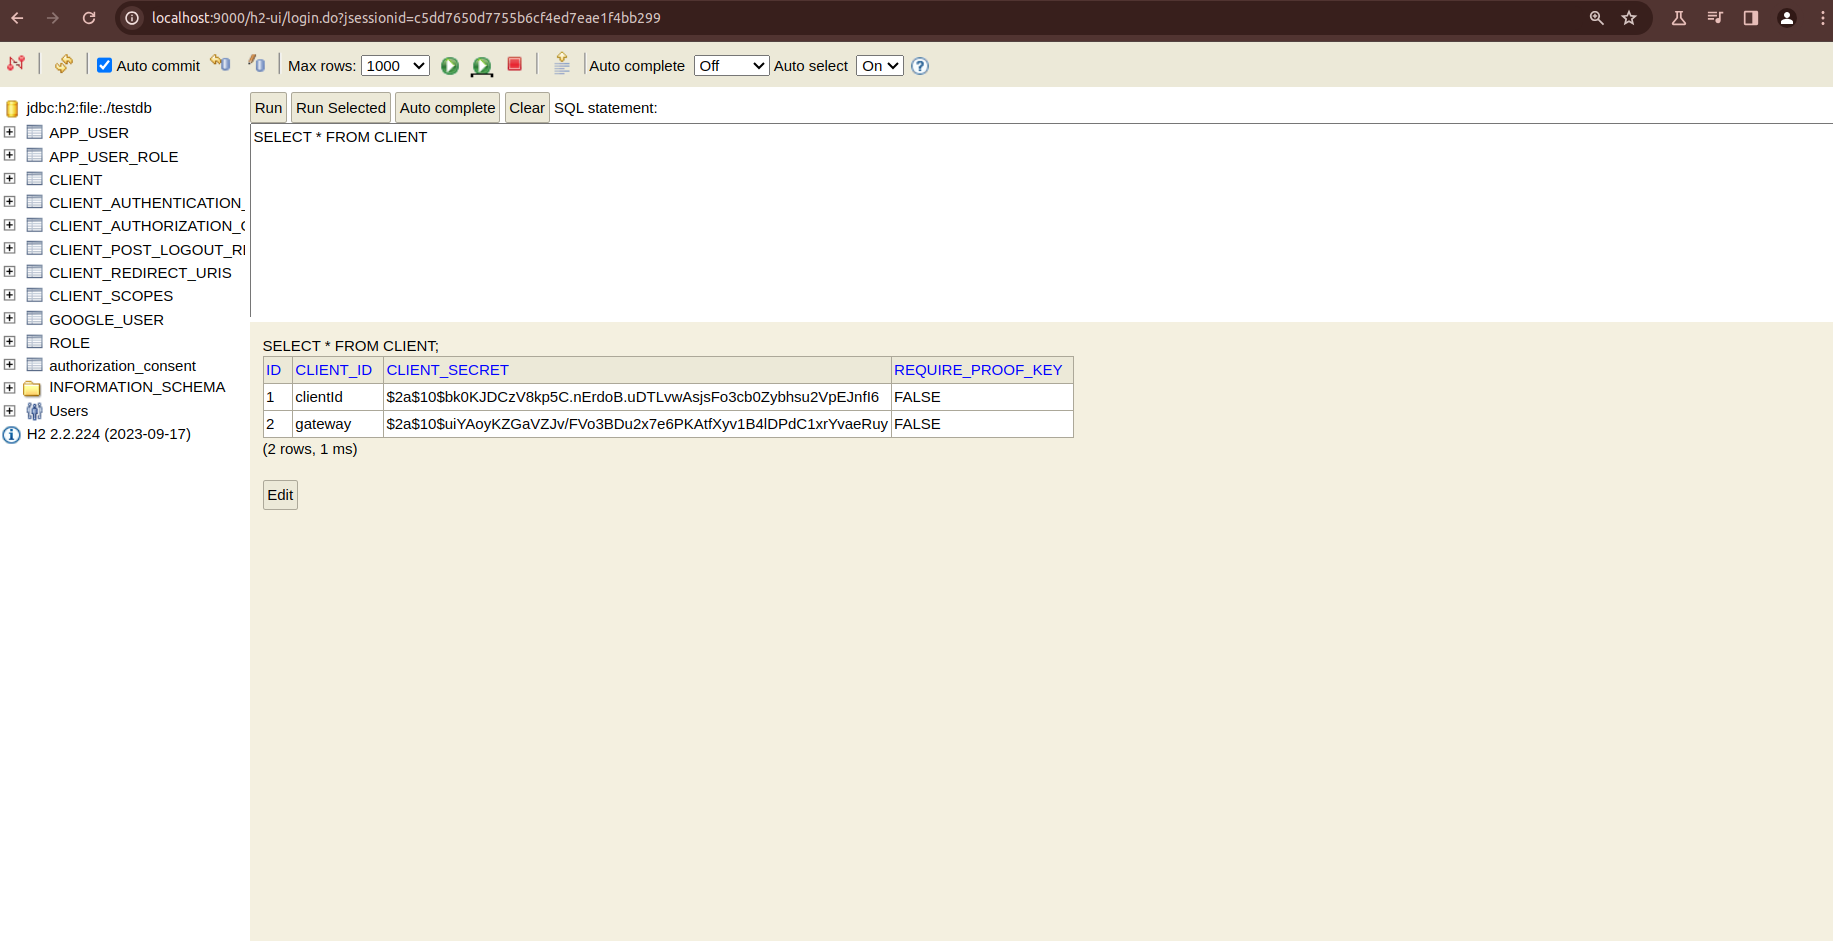 localhost:9000/h2-ui/login.do?jsessionid=c5dd7650d7755b6cf4ed7eae1f4bb299
Auto commit Max rows: 1000 Auto complete Off Auto select On
jdbc:h2:file:./testdb
APP_USER
APP_USER_ROLE
CLIENT
CLIENT_AUTHENTICATION_
CLIENT_AUTHORIZATION_
CLIENT_POST_LOGOUT_R
CLIENT_REDIRECT_URIS
CLIENT_SCOPES
GOOGLE_USER
ROLE
authorization_consent
INFORMATION_SCHEMA
Users
H2 2.2.224 (2023-09-17)
Run Run Selected Auto complete Clear SQL statement:
SELECT * FROM CLIENT
SELECT * FROM CLIENT;
ID CLIENT_ID CLIENT_SECRET REQUIRE_PROOF_KEY
1 clientId $2a$10$bk0KJDCzV8kp5C.nErdoB.uDTLvwAsjsFo3cb0Zybhsu2VpEJnfI6 FALSE
2 gateway $2a$10$uiYAoyKZGaVZJv/FVo3BDu2x7e6PKAtfXyv1B4lDPdC1xrYvaeRuy FALSE
(2 rows, 1 ms)
Edit